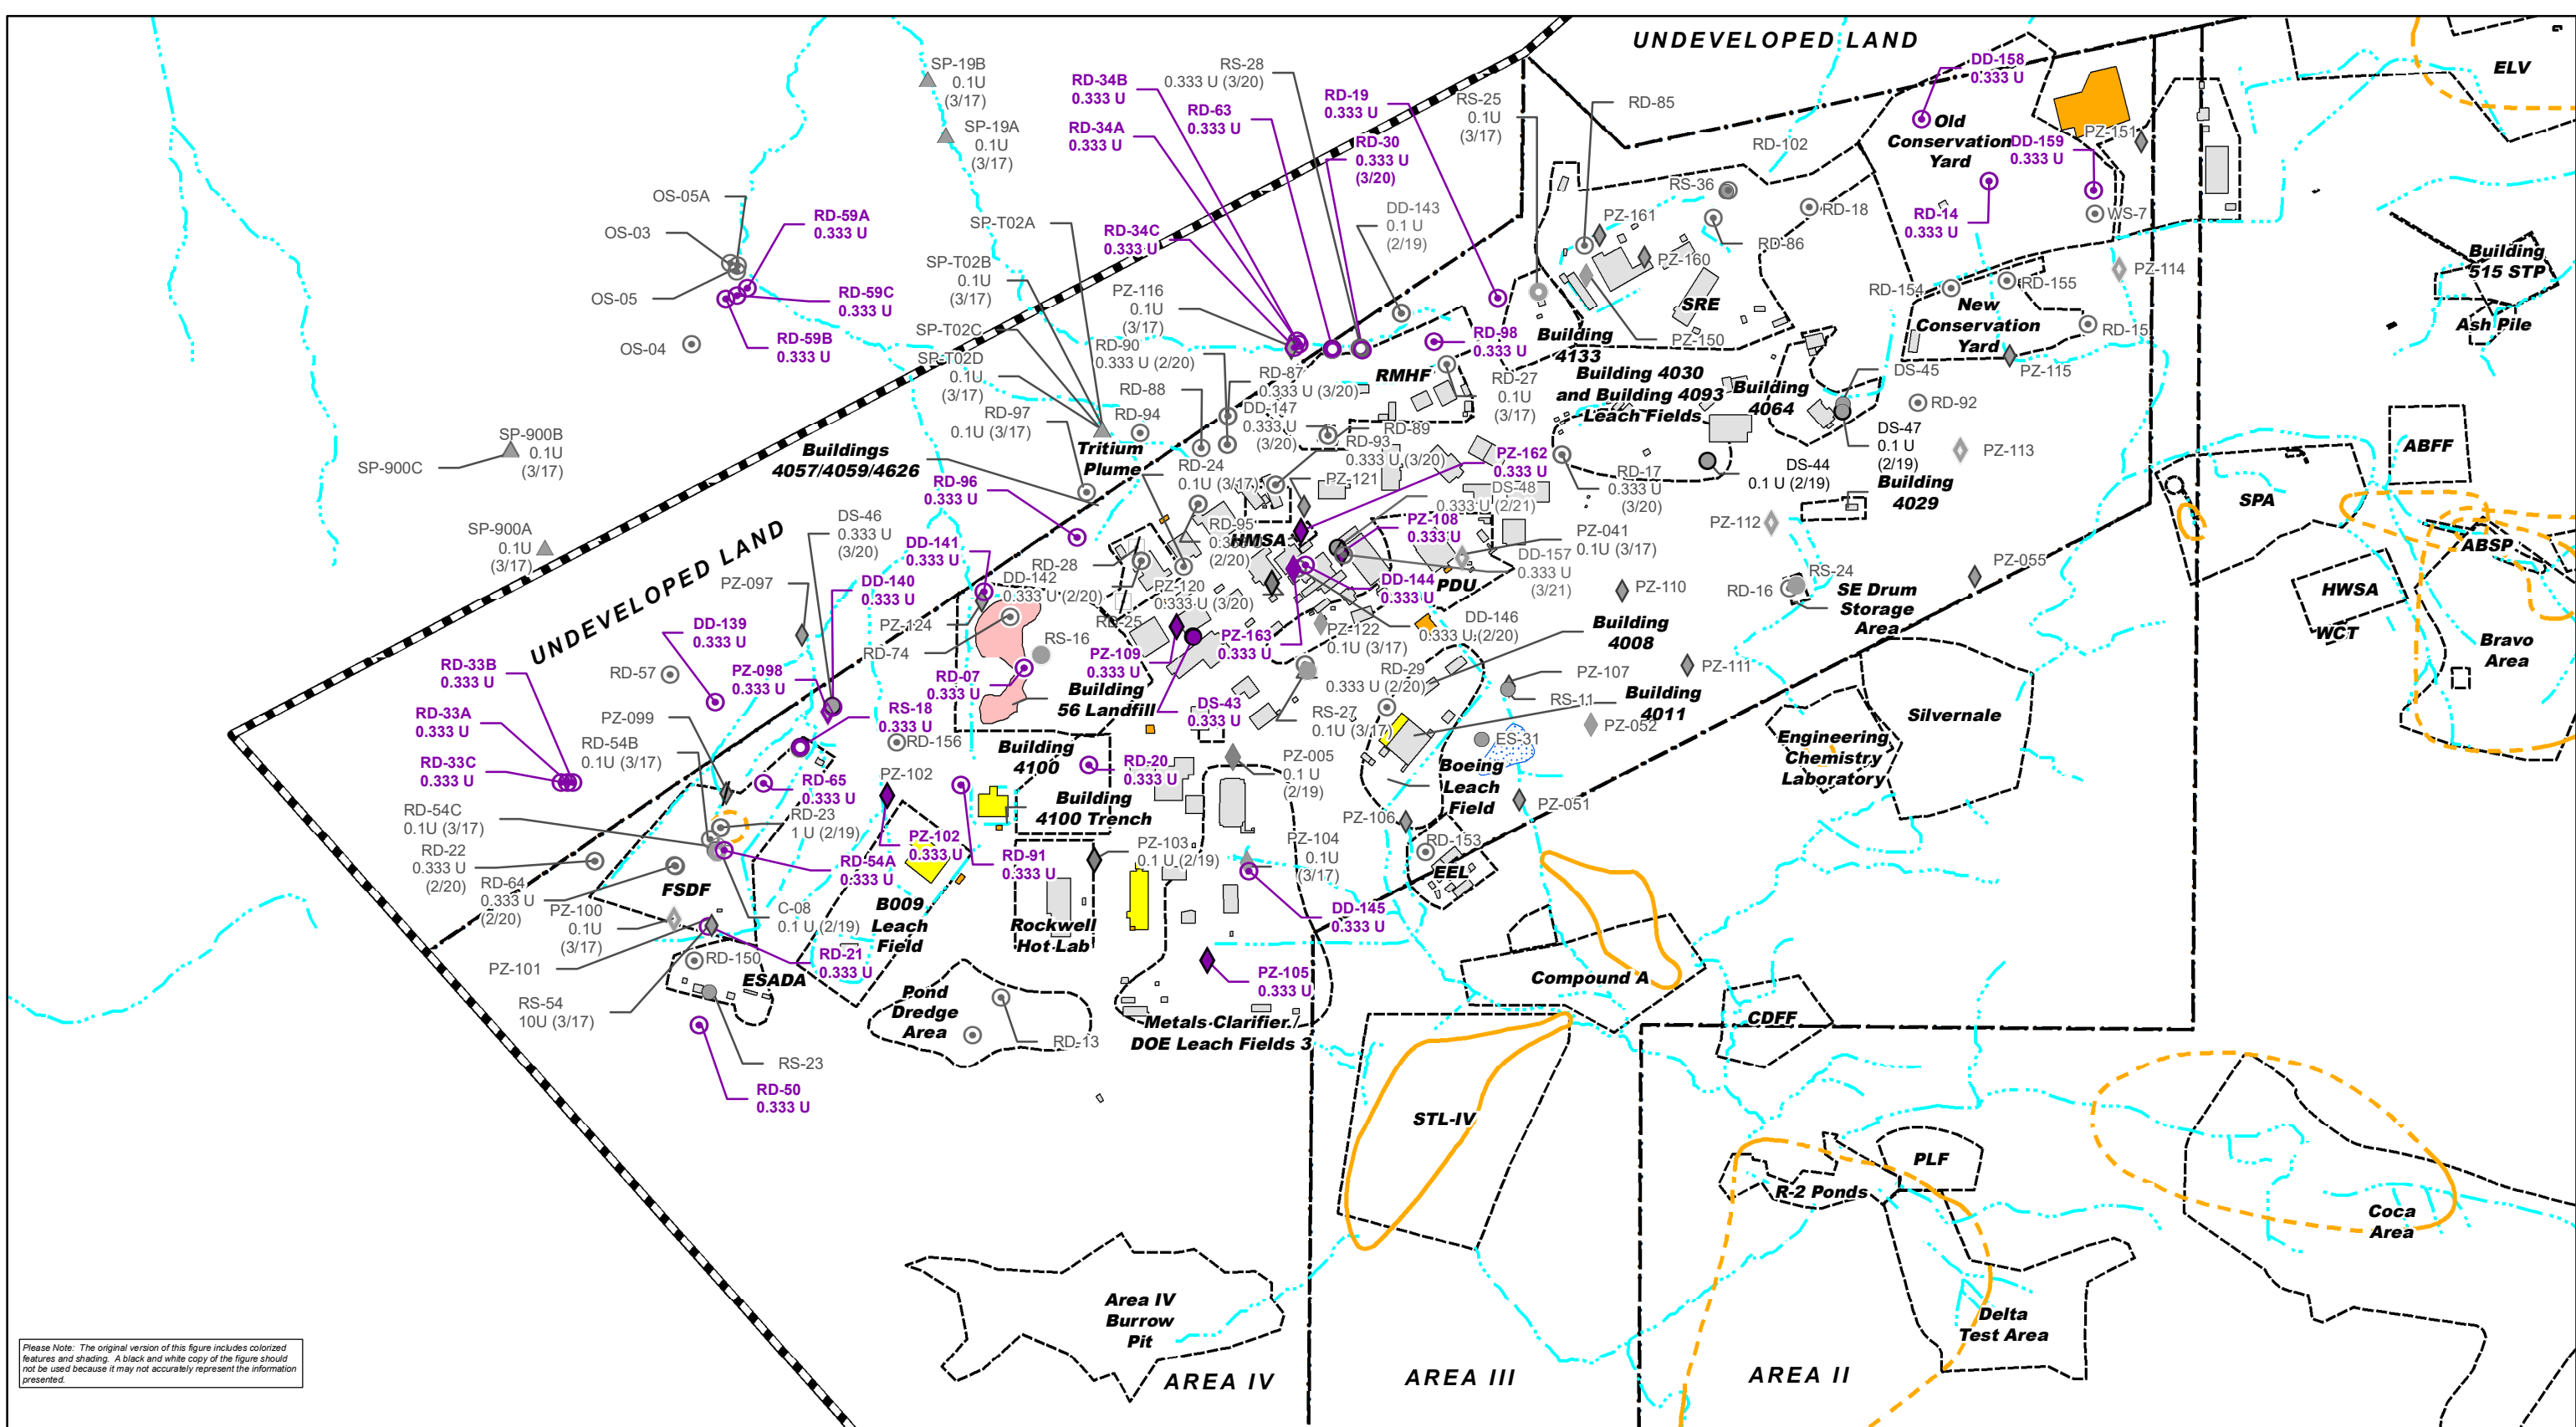 UNDEVELOPED LAND
ELV
SP-19B
0.1U
(3/17)
SP-19A
0.1U
(3/17)
RD-34B
0.333 U
RD-34A
0.333 U
RS-28
0.333 U (3/20)
RD-63
0.333 U
RD-19
0.333 U
RD-30
0.333 U
(3/20)
RS-25
0.1U
(3/17)
RD-85
RD-102
DD-158
0.333 U
Old
Conservation
Yard
DD-159
0.333 U
PZ-151
OS-05A
OS-03
RD-59A
0.333 U
OS-05
RD-59C
0.333 U
RD-59B
0.333 U
OS-04
SP-T02A
SP-T02B
0.1U
(3/17)
SP-T02C
SP-T02D
0.1U
(3/17)
RD-34C
0.333 U
DD-143
0.1 U
(2/19)
PZ-116
0.1U
(3/17)
RD-90
0.333 U (2/20)
RD-88
RD-87
0.333 U (3/20)
DD-147
0.333 U
(3/20)
RD-98
0.333 U
RMHF
RD-27
0.1U
(3/17)
RS-36
PZ-161
RD-18
RD-86
PZ-160
SRE
PZ-150
Building
4133
RD-14
0.333 U
WS-7
PZ-114
RD-154
RD-155
New
Conservation
Yard
RD-15
PZ-115
Building
515 STP
Ash Pile
Building 4030
and Building 4093
Leach Fields
Building
4064
DS-45
RD-92
DS-47
0.1 U
(2/19)
PZ-113
DS-44
0.1 U (2/19)
Building
4029
PZ-112
ABFF
SPA
ABSP
HWSA
WCT
Bravo
Area
SP-900B
0.1U
(3/17)
SP-900C
SP-900A
0.1U
(3/17)
RD-97
0.1U (3/17)
RD-94
Tritium
Plume
Buildings
4057/4059/4626
RD-96
0.333 U
RD-24
0.1U (3/17)
RD-89
RD-93
0.333 U (3/20)
PZ-121
PZ-162
0.333 U
DS-48
0.333 U (2/21)
RD-17
0.333 U
(3/20)
RD-95
(2/20)
HMSA
PZ-108
0.333 U
PZ-041
0.1U (3/17)
DD-157
0.333 U
(3/21)
PDU
PZ-110
PZ-055
RS-24
RD-16
SE Drum
Storage
Area
UNDEVELOPED LAND
DS-46
0.333 U
(3/20)
DD-141
0.333 U
DD-140
0.333 U
PZ-097
RD-28
DD-142
0.333 U (2/20)
PZ-120
0.333 U (3/20)
PZ-124
RD-25
RD-74
RS-16
DD-144
0.333 U
DD-146
0.333 U (2/20)
PZ-122
0.1U (3/17)
PZ-163
0.333 U
PZ-109
0.333 U
Building
4008
PZ-111
DD-139
0.333 U
RD-33B
0.333 U
RD-57
PZ-098
0.333 U
RD-33A
0.333 U
PZ-099
RD-54B
0.1U (3/17)
RD-33C
0.333 U
RS-18
0.333 U
RD-07
0.333 U
Building
56 Landfill
RD-156
DS-43
0.333 U
RD-29
0.333 U (2/20)
RS-27
0.1U (3/17)
PZ-107
RS-11
Building
4011
PZ-052
ES-31
Silvernale
Engineering
Chemistry
Laboratory
RD-65
0.333 U
PZ-102
Building
4100
RD-20
0.333 U
Building
4100 Trench
PZ-005
0.1 U
(2/19)
Boeing
Leach
Field
PZ-051
PZ-106
RD-153
EEL
RD-54C
0.1U (3/17)
RD-23
1 U (2/19)
RD-22
0.333 U
(2/20)
RD-54A
0.333 U
PZ-102
0.333 U
RD-91
0.333 U
PZ-103
0.1 U (2/19)
PZ-104
0.1U
(3/17)
RD-64
0.333 U
(2/20)
FSDF
PZ-100
0.1U
(3/17)
C-08
0.1 U (2/19)
B009
Leach
Field
Rockwell
Hot Lab
DD-145
0.333 U
PZ-101
RD-150
RD-21
0.333 U
ESADA
RS-54
10U (3/17)
PZ-105
0.333 U
Pond
Dredge
Area
RD-13
Metals Clarifier/
DOE Leach Fields 3
RS-23
RD-50
0.333 U
Compound A
CDFF
STL-IV
PLF
R-2 Ponds
Coca
Area
Delta
Test Area
Area IV
Burrow
Pit
AREA IV
AREA III
AREA II
Please Note: The original version of this figure includes colorized
features and shading. A black and white copy of the figure should
not be used because it may not accurately represent the information
presented.